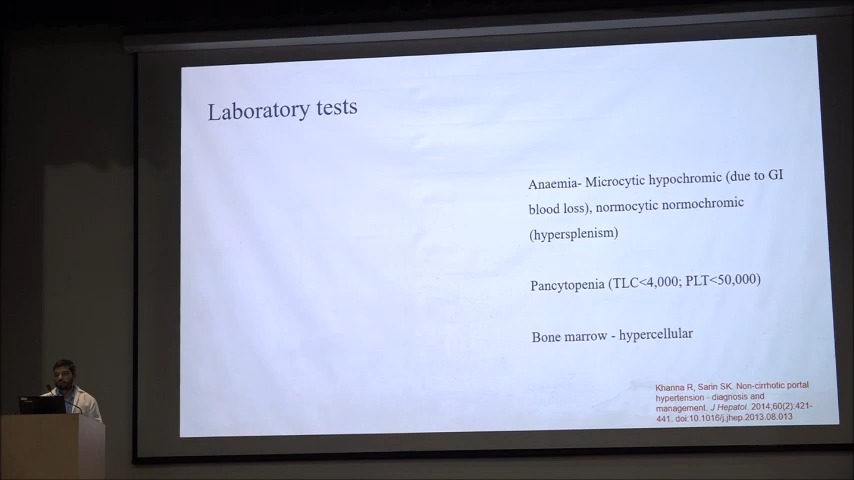 Laboratory tests
Anaemia- Microcytic hypochromic (due to GI
blood loss), normocytic normochromic
(hypersplenism)
Pancytopenia (TLC<4,000; PLT<50,000)
Bone marrow - hypercellular
Khanna R, Sarin SK. Non-cirrhotic portal
hypertension - diagnosis and
management. J Hepatol. 2014;60(2):421-
441. doi:10.1016/j.jhep.2013.08.013